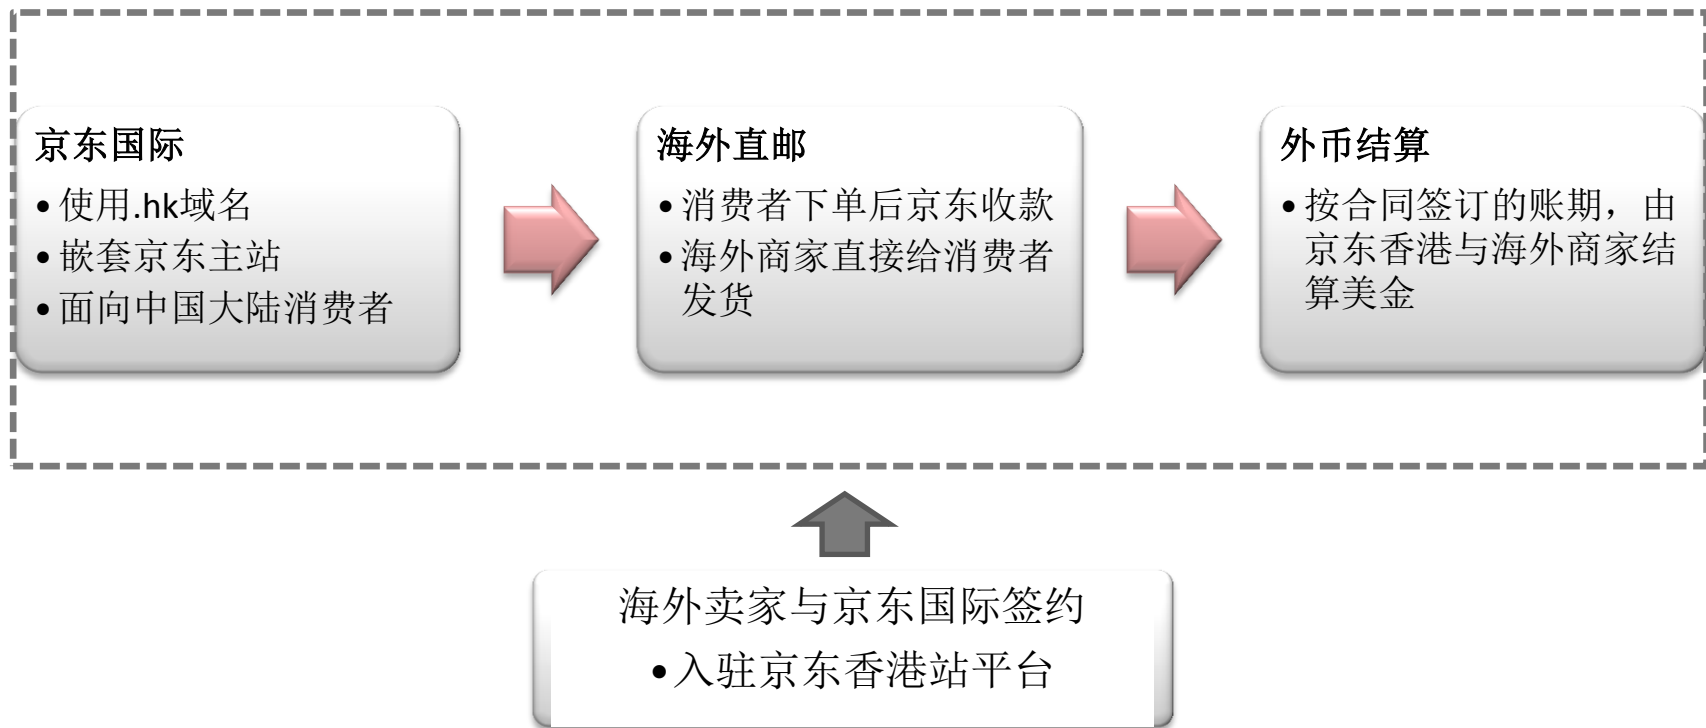 京东国际
• 使用.hk域名
• 嵌套京东主站
• 面向中国大陆消费者
海外直邮
• 消费者下单后京东收款
• 海外商家直接给消费者
发货
外币结算
• 按合同签订的账期，由
京东香港与海外商家结
算美金
海外卖家与京东国际签约
• 入驻京东香港站平台